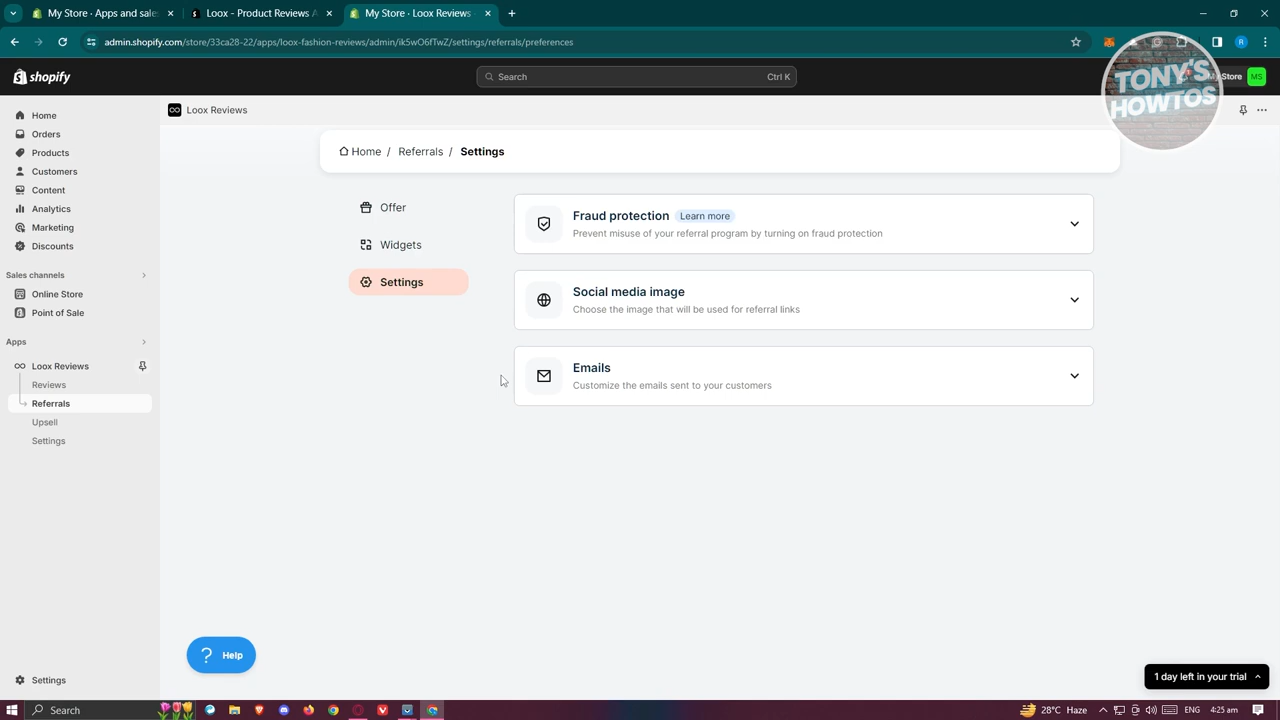 My Store · Apps and sale
Loox - Product Reviews A
My Store · Loox Reviews
admin.shopify.com/store/33ca28-22/apps/loox-fashion-reviews/admin/ik5wO6fTwZ/settings/referrals/preferences
R
shopify
Search
Ctrl K
My Store
MS
TONY'S
HOWTOS
Home
Orders
Products
Customers
Content
Analytics
Marketing
Discounts
Sales channels
Online Store
Point of Sale
Apps
Loox Reviews
Reviews
Referrals
Upsell
Settings
Settings
Loox Reviews
Home / Referrals / Settings
Offer
Widgets
Settings
Fraud protection Learn more
Prevent misuse of your referral program by turning on fraud protection
Social media image
Choose the image that will be used for referral links
Emails
Customize the emails sent to your customers
? Help
1 day left in your trial
Search
28°C Haze
4:25 am